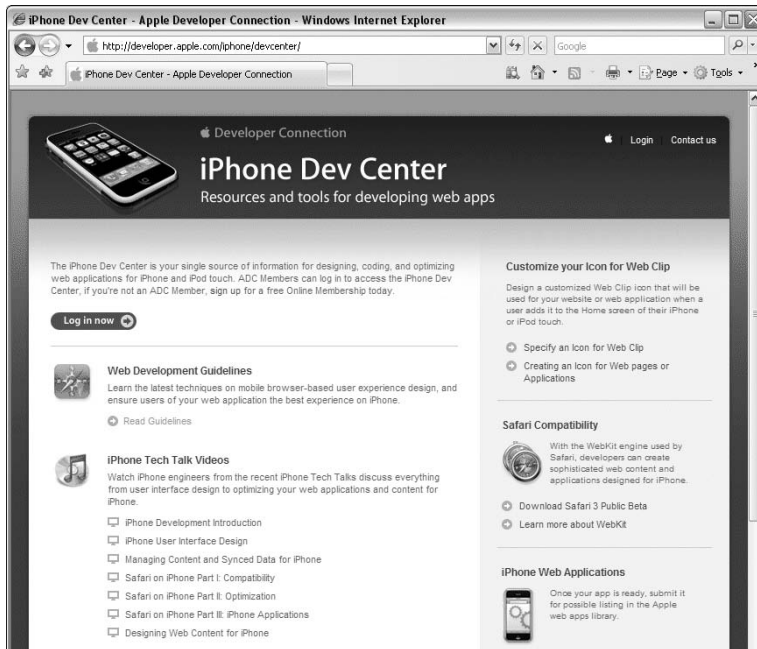 iPhone Dev Center - Apple Developer Connection - Windows Internet Explorer
http://developer.apple.com/iphone/devcenter/
Google
iPhone Dev Center - Apple Developer Connection
Page
Tools
Developer Connection
Login
Contact us
iPhone Dev Center
Resources and tools for developing web apps
The iPhone Dev Center is your single source of information for designing, coding, and optimizing
web applications for iPhone and iPod touch. ADC Members can log in to access the iPhone Dev
Center, if you're not an ADC Member, sign up for a free Online Membership today.
Log in now
Web Development Guidelines
Learn the latest techniques on mobile browser-based user experience design, and
ensure users of your web application the best experience on iPhone.
Read Guidelines
iPhone Tech Talk Videos
Watch iPhone engineers from the recent iPhone Tech Talks discuss everything
from user interface design to optimizing your web applications and content for
iPhone.
iPhone Development Introduction
iPhone User Interface Design
Managing Content and Synced Data for iPhone
Safari on iPhone Part I: Compatibility
Safari on iPhone Part II: Optimization
Safari on iPhone Part III: iPhone Applications
Designing Web Content for iPhone
Customize your Icon for Web Clip
Design a customized Web Clip icon that will be
used for your website or web application when a
user adds it to the Home screen of their iPhone
or iPod touch.
Specify an Icon for Web Clip
Creating an Icon for Web pages or
Applications
Safari Compatibility
With the WebKit engine used by
Safari, developers can create
sophisticated web content and
applications designed for iPhone.
Download Safari 3 Public Beta
Learn more about WebKit
iPhone Web Applications
Once your app is ready, submit it
for possible listing in the Apple
web apps library.